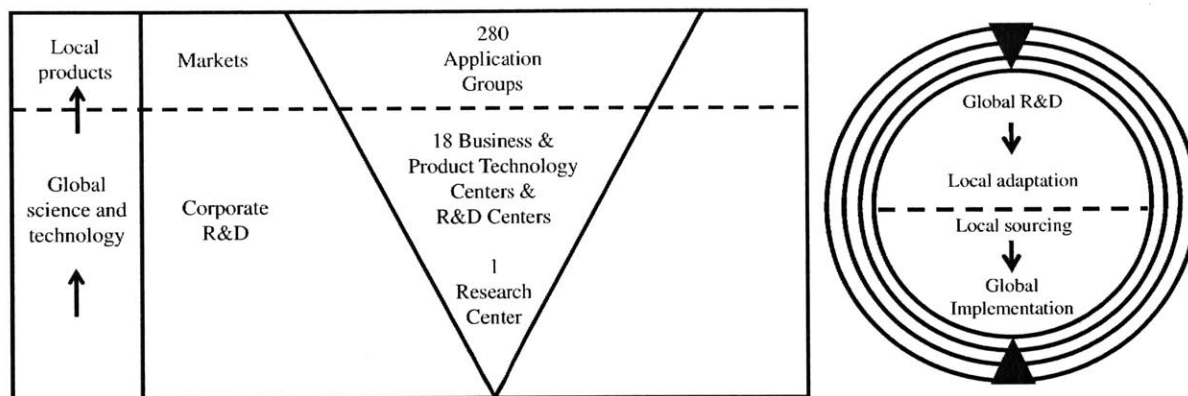 Local
products
Markets
280
Application
Groups
Global
science and
technology
Corporate
R&D
18 Business &
Product Technology
Centers &
R&D Centers
1
Research
Center
Global R&D
Local adaptation
Local sourcing
Global
Implementation